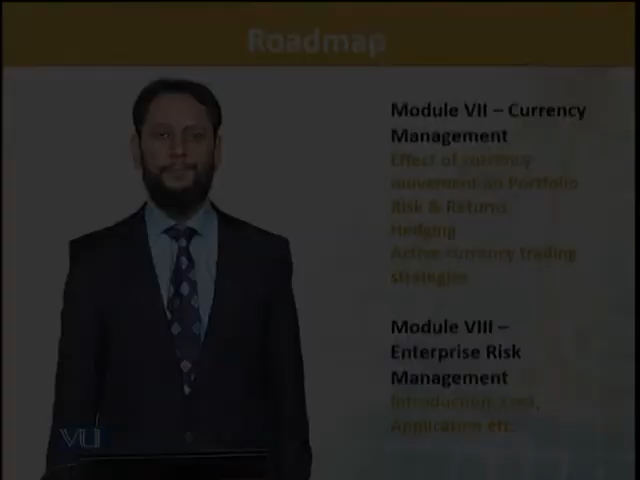 Roadmap
Module VII – Currency
Management
Effect of currency
movement on Portfolio
Risk & Returns
Hedging
Active currency trading
strategies
Module VIII –
Enterprise Risk
Management
Introduction, cost,
Application etc.
VU